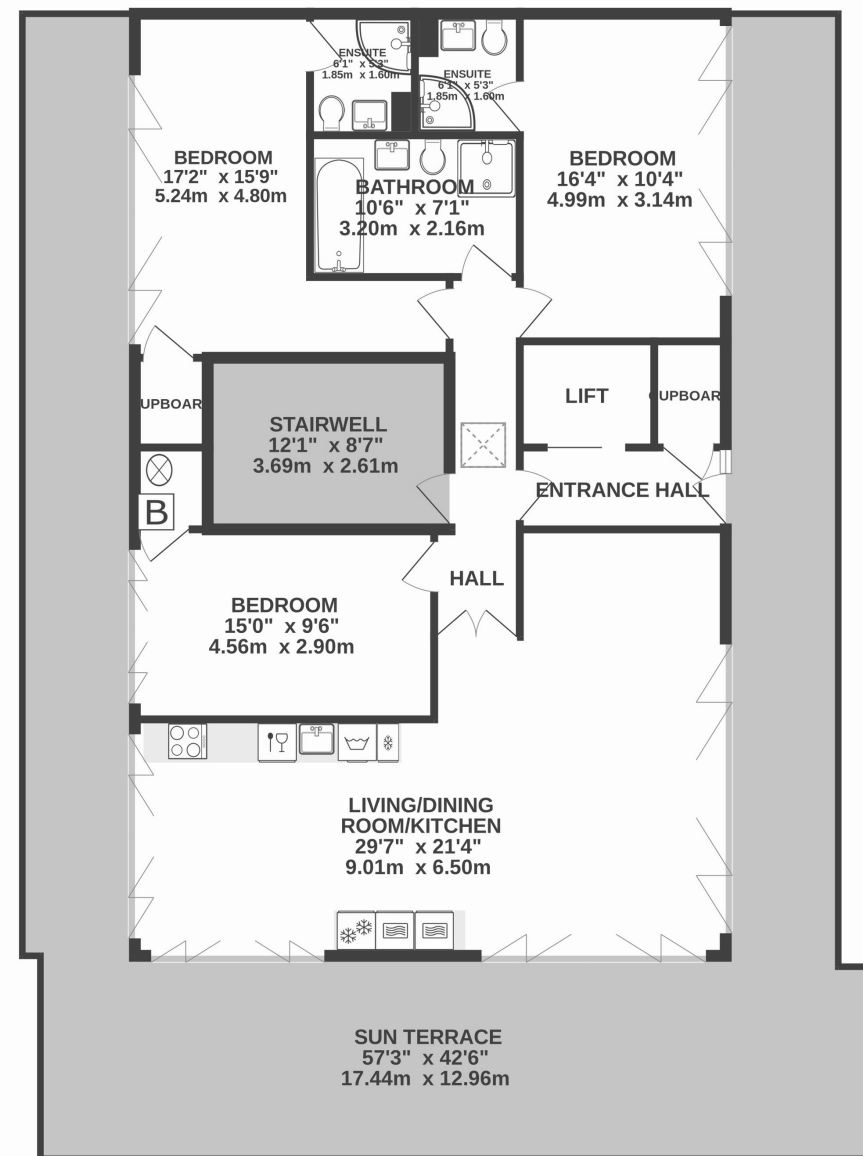 ENSUITE
6'1" x 5'3"
1.85m x 1.60m
ENSUITE
6'1" x 5'3"
1.85m x 1.60m
BEDROOM
17'2" x 15'9"
5.24m x 4.80m
BATHROOM
10'6" x 7'1"
3.20m x 2.16m
BEDROOM
16'4" x 10'4"
4.99m x 3.14m
UPBOAR
STAIRWELL
12'1" x 8'7"
3.69m x 2.61m
LIFT
CUPBOAR
B
ENTRANCE HALL
HALL
BEDROOM
15'0" x 9'6"
4.56m x 2.90m
LIVING/DINING
ROOM/KITCHEN
29'7" x 21'4"
9.01m x 6.50m
SUN TERRACE
57'3" x 42'6"
17.44m x 12.96m